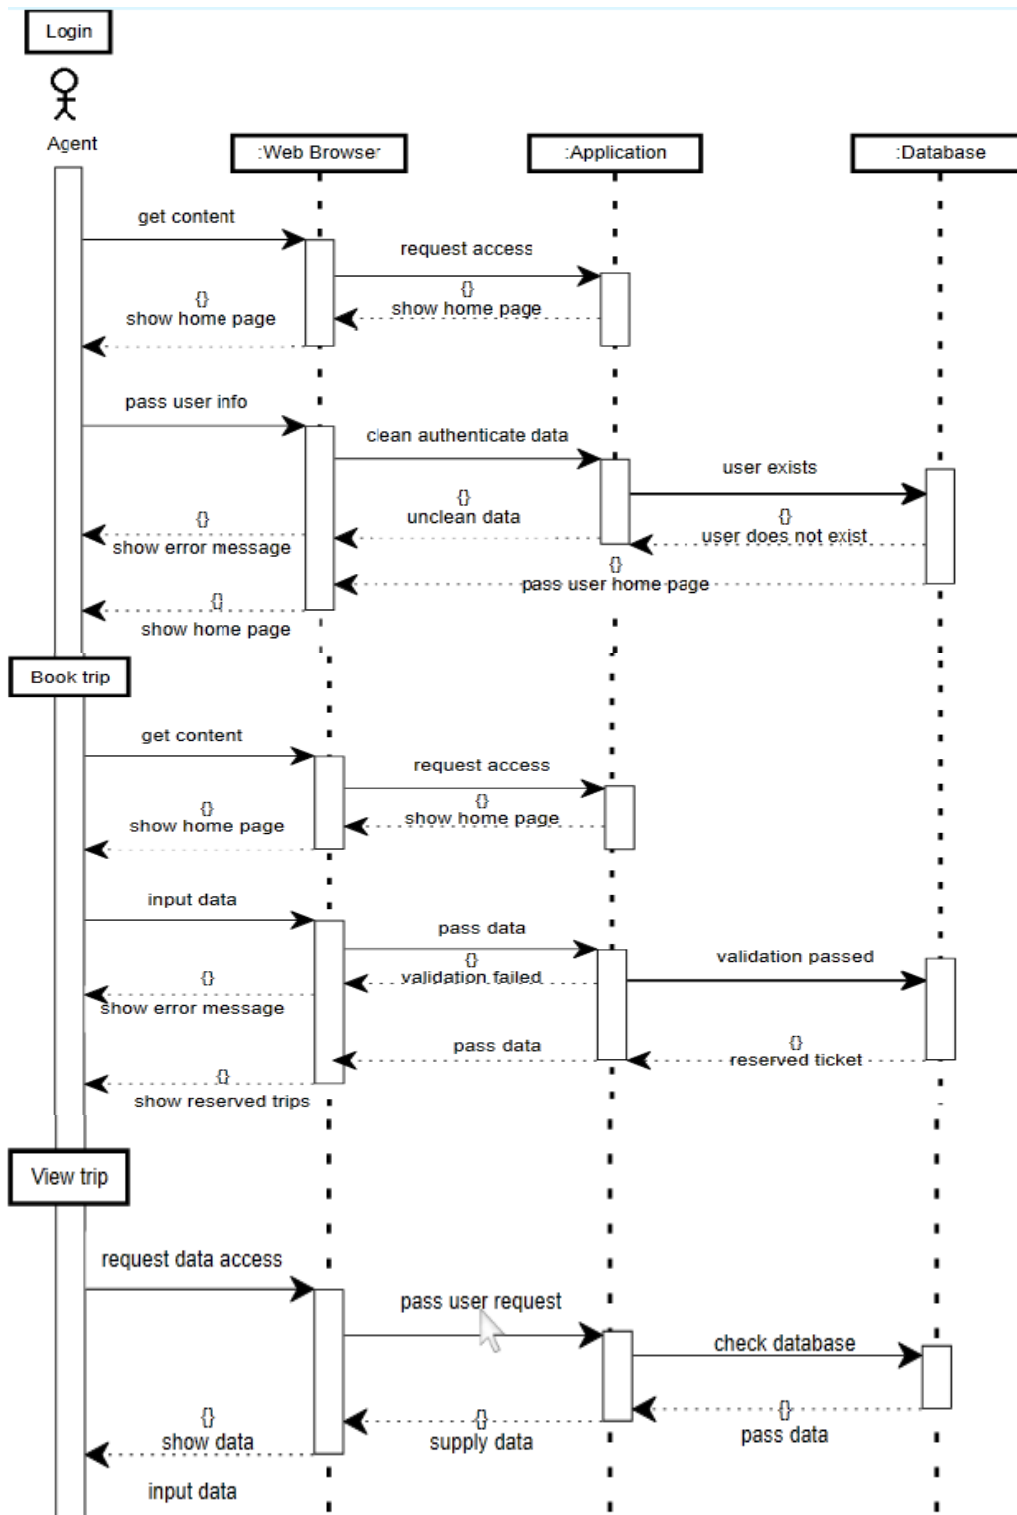 Login
Agent
:Web Browser
:Application
:Database
get content
request access
{}
show home page
{}
show home page
pass user info
clean authenticate data
user exists
{}
unclean data
{}
user does not exist
{}
show error message
{}
pass user home page
{}
show home page
Book trip
get content
request access
{}
show home page
{}
show home page
input data
pass data
{}
validation failed
validation passed
{}
show error message
pass data
{}
reserved ticket
{}
show reserved trips
View trip
request data access
pass user request
check database
{}
show data
{}
supply data
{}
pass data
input data